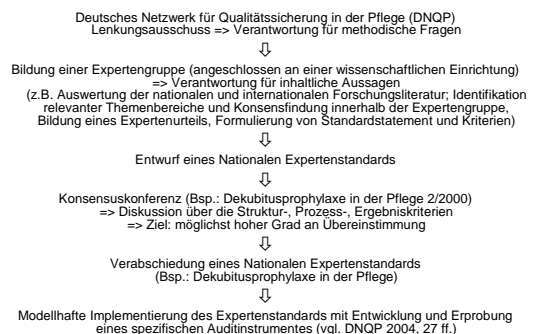 Deutsches Netzwerk für Qualitätssicherung in der Pflege (DNQP)
Lenkungsausschuss => Verantwortung für methodische Fragen
⇩
Bildung einer Expertengruppe (angeschlossen an einer wissenschaftlichen Einrichtung)
=> Verantwortung für inhaltliche Aussagen
(z.B. Auswertung der nationalen und internationalen Forschungsliteratur; Identifikation
relevanter Themenbereiche und Konsensfindung innerhalb der Expertengruppe,
Bildung eines Expertenurteils, Formulierung von Standardstatement und Kriterien)
⇩
Entwurf eines Nationalen Expertenstandards
⇩
Konsensuskonferenz (Bsp.: Dekubitusprophylaxe in der Pflege 2/2000)
=> Diskussion über die Struktur-, Prozess-, Ergebniskriterien
=> Ziel: möglichst hoher Grad an Übereinstimmung
⇩
Verabschiedung eines Nationalen Expertenstandards
(Bsp.: Dekubitusprophylaxe in der Pflege)
⇩
Modellhafte Implementierung des Expertenstandards mit Entwicklung und Erprobung
eines spezifischen Auditinstrumentes (vgl. DNQP 2004, 27 ff.)